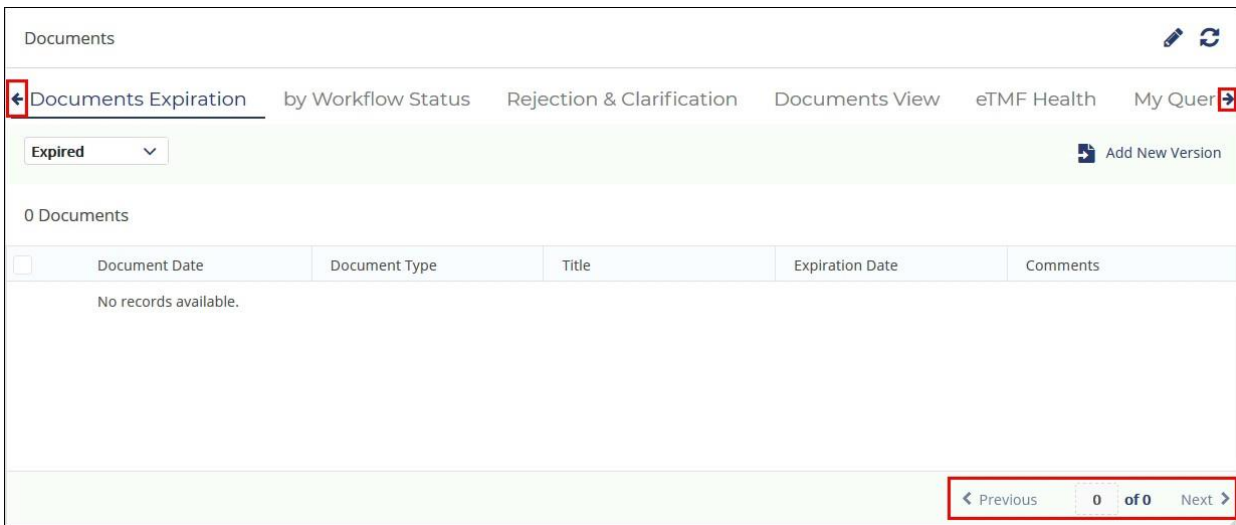 Documents
Documents Expiration by Workflow Status Rejection & Clarification Documents View eTMF Health My Quer
Expired Add New Version
0 Documents
Document Date Document Type Title Expiration Date Comments
No records available.
Previous 0 of 0 Next